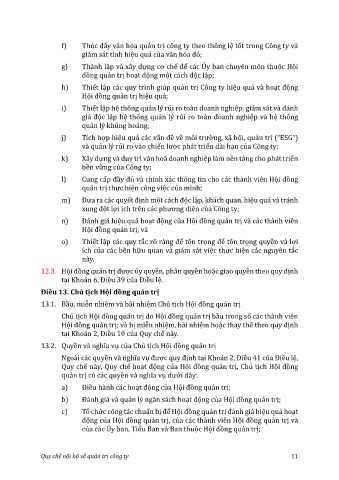 f) Thúc đẩy văn hóa quản trị công ty theo thông lệ tốt trong Công ty và
giám sát tính hiệu quả của văn hóa đó;
g) Thành lập và xây dựng cơ chế để các Ủy ban chuyên môn thuộc Hội
đồng quản trị hoạt động một cách độc lập;
h) Thiết lập các quy trình giúp quản trị Công ty hiệu quả và hoạt động
Hội đồng quản trị hiệu quả;
i) Thiết lập hệ thống quản lý rủi ro toàn doanh nghiệp; giám sát và đánh
giá độc lập hệ thống quản lý rủi ro toàn doanh nghiệp và hệ thống
quản lý khủng hoảng;
j) Tích hợp hiệu quả các vấn đề về môi trường, xã hội, quản trị ("ESG")
và quản lý rủi ro vào chiến lược phát triển dài hạn của Công ty;
k) Xây dựng và duy trì văn hoá doanh nghiệp làm nền tảng cho phát triển
bền vững của Công ty;
l) Cung cấp đầy đủ và chính xác thông tin cho các thành viên Hội đồng
quản trị thực hiện công việc của mình;
m) Đưa ra các quyết định một cách độc lập, khách quan, hiệu quả và tránh
xung đột lợi ích trên các phương diện của Công ty;
n) Đánh giá hiệu quả hoạt động của Hội đồng quản trị và các thành viên
Hội đồng quản trị; và
o) Thiết lập các quy tắc rõ ràng để tôn trọng để tôn trọng quyền và lợi
ích của các bên hữu quan và giám sát việc thực hiện các nguyên tắc
này.
12.3. Hội đồng quản trị được ủy quyền, phân quyền hoặc giao quyền theo quy định
tại Khoản 6, Điều 39 của Điều lệ.
Điều 13. Chủ tịch Hội đồng quản trị
13.1. Bầu, miễn nhiệm và bãi nhiệm Chủ tịch Hội đồng quản trị
Chủ tịch Hội đồng quản trị do Hội đồng quản trị bầu trong số các thành viên
Hội đồng quản trị; và bị miễn nhiệm, bãi nhiệm hoặc thay thế theo quy định
tại Khoản 2, Điều 10 của Quy chế này.
13.2. Quyền và nghĩa vụ của Chủ tịch Hội đồng quản trị
Ngoài các quyền và nghĩa vụ được quy định tại Khoản 2, Điều 41 của Điều lệ,
Quy chế này, Quy chế hoạt động của Hội đồng quản trị, Chủ tịch Hội đồng
quản trị có các quyền và nghĩa vụ dưới đây:
a) Điều hành các hoạt động của Hội đồng quản trị;
b) Đánh giá và quản lý ngân sách hoạt động của Hội đồng quản trị;
c) Tổ chức công tác chuẩn bị để Hội đồng quản trị đánh giá hiệu quả hoạt
động của Hội đồng quản trị, của các thành viên Hội đồng quản trị và
của các Ủy ban, Tiểu Ban và Ban thuộc Hội đồng quản trị;
Quy chế nội bộ về quản trị công ty 11